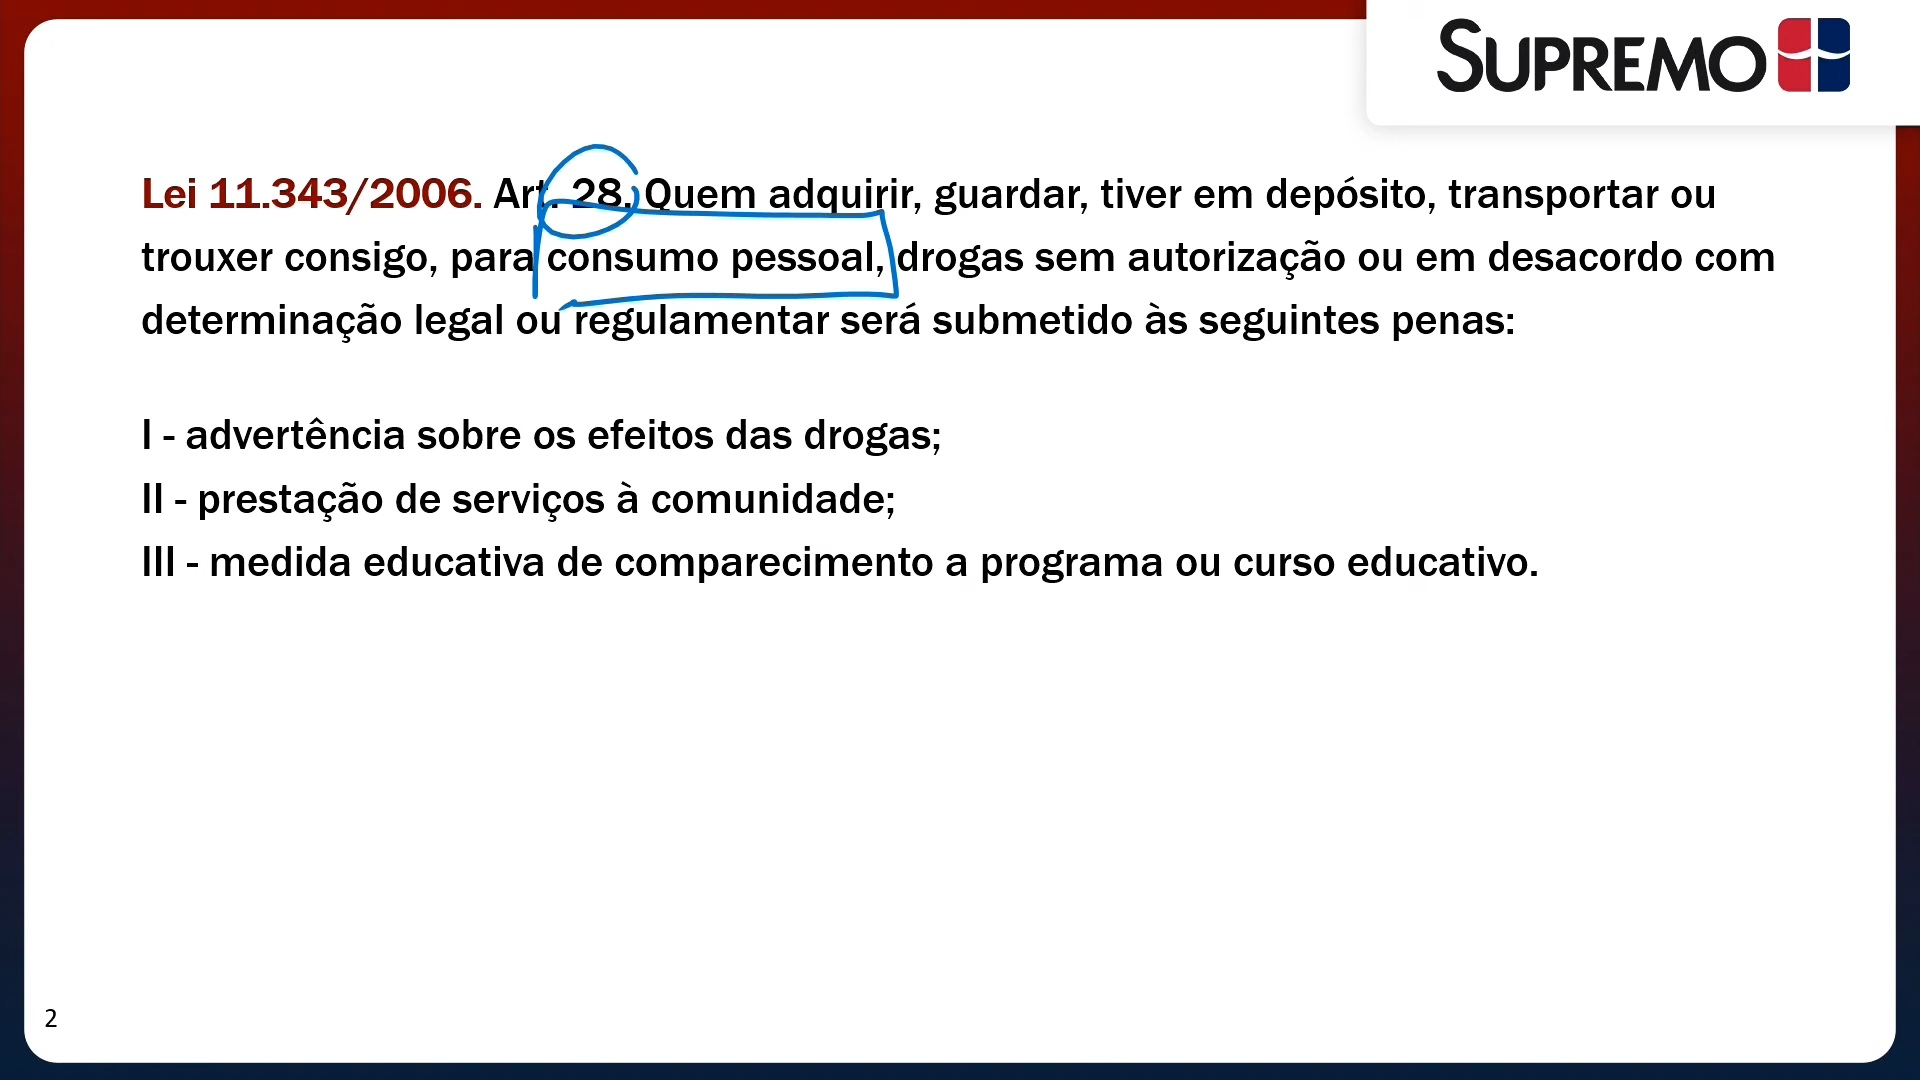 SUPREMO
Lei 11.343/2006. Art. 28. Quem adquirir, guardar, tiver em depósito, transportar ou
trouxer consigo, para consumo pessoal, drogas sem autorização ou em desacordo com
determinação legal ou regulamentar será submetido às seguintes penas:
I - advertência sobre os efeitos das drogas;
II - prestação de serviços à comunidade;
III - medida educativa de comparecimento a programa ou curso educativo.
2